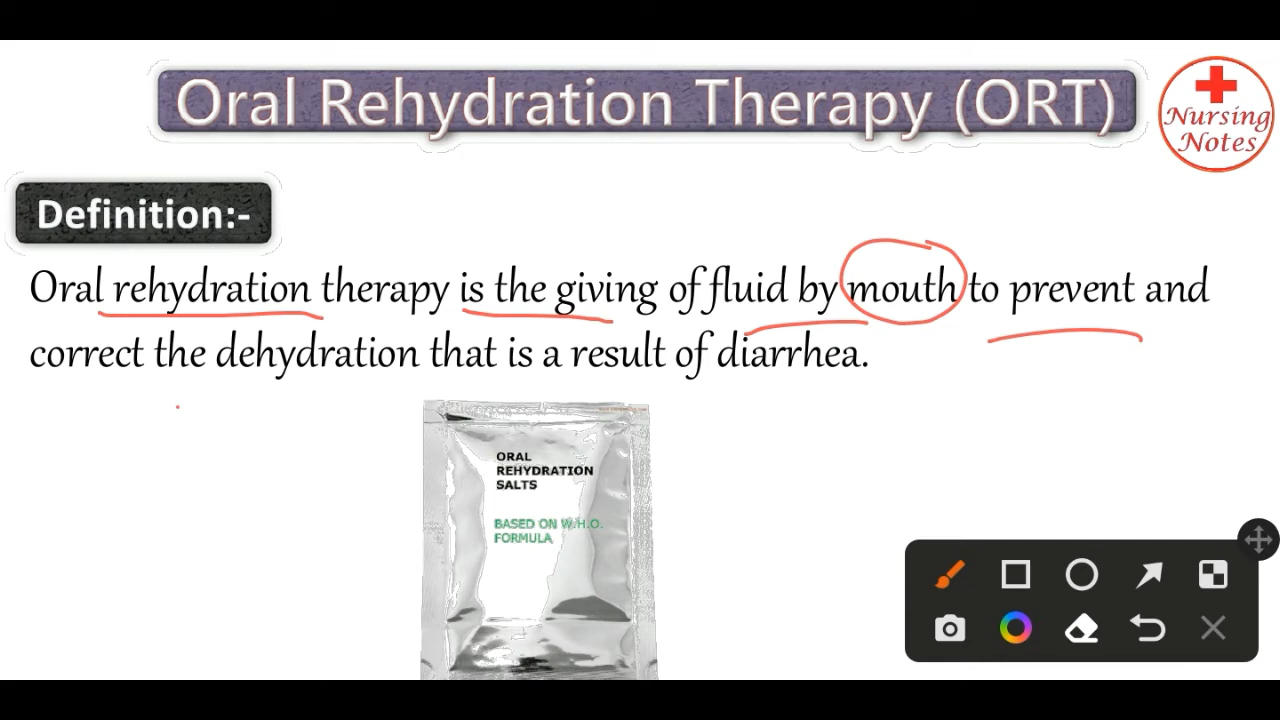 Oral Rehydration Therapy (ORT)
Nursing
Notes
Definition:-
Oral rehydration therapy is the giving of fluid by mouth to prevent and
correct the dehydration that is a result of diarrhea.
ORAL
REHYDRATION
SALTS
BASED ON W.H.O.
FORMULA